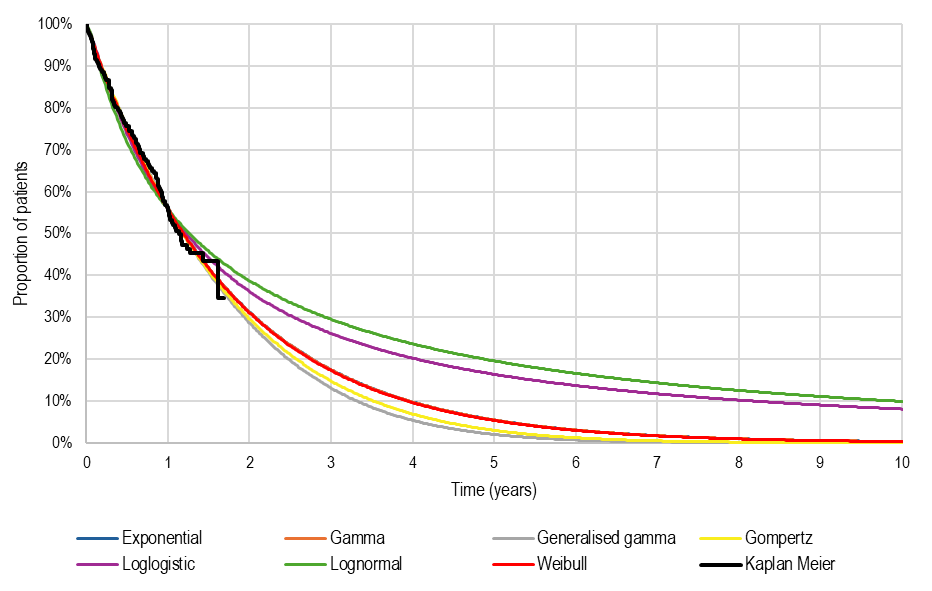 100%
90%
80%
70%
60%
50%
40%
30%
20%
10%
0%
Proportion of patients
0 1 2 3 4 5 6 7 8 9 10
Time (years)
Exponential Gamma Generalised gamma Gompertz
Loglogistic Lognormal Weibull Kaplan Meier